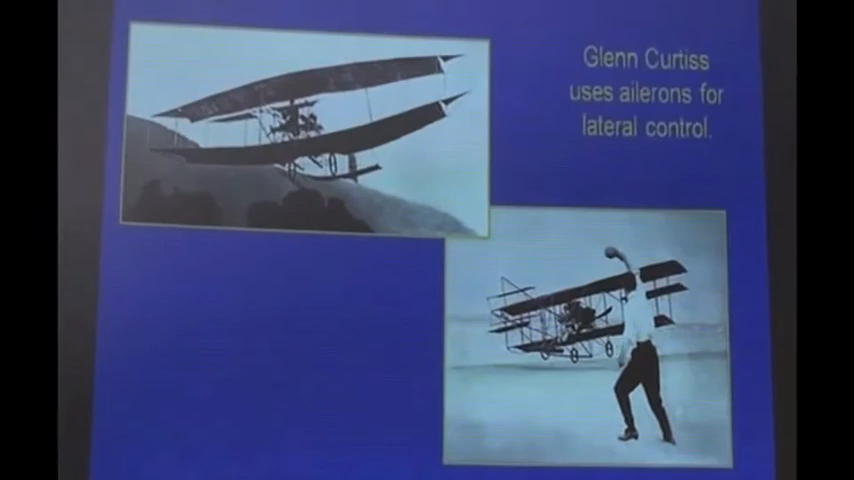 Glenn Curtiss
uses ailerons for
lateral control.